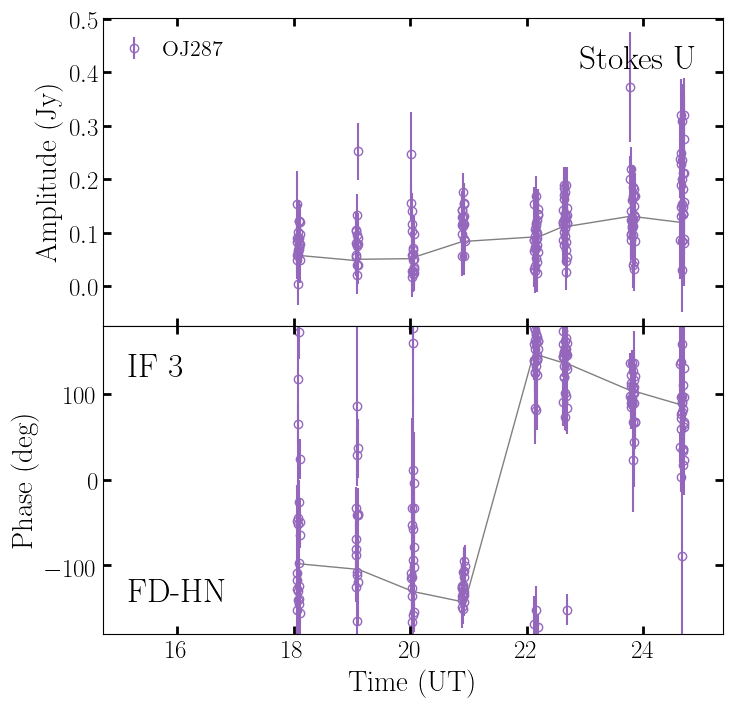 0.5
OJ287
Stokes U
0.4
0.3
0.2
0.1
0.0
Amplitude (Jy)
IF 3
100
0
−100
Phase (deg)
FD-HN
16 18 20 22 24
Time (UT)